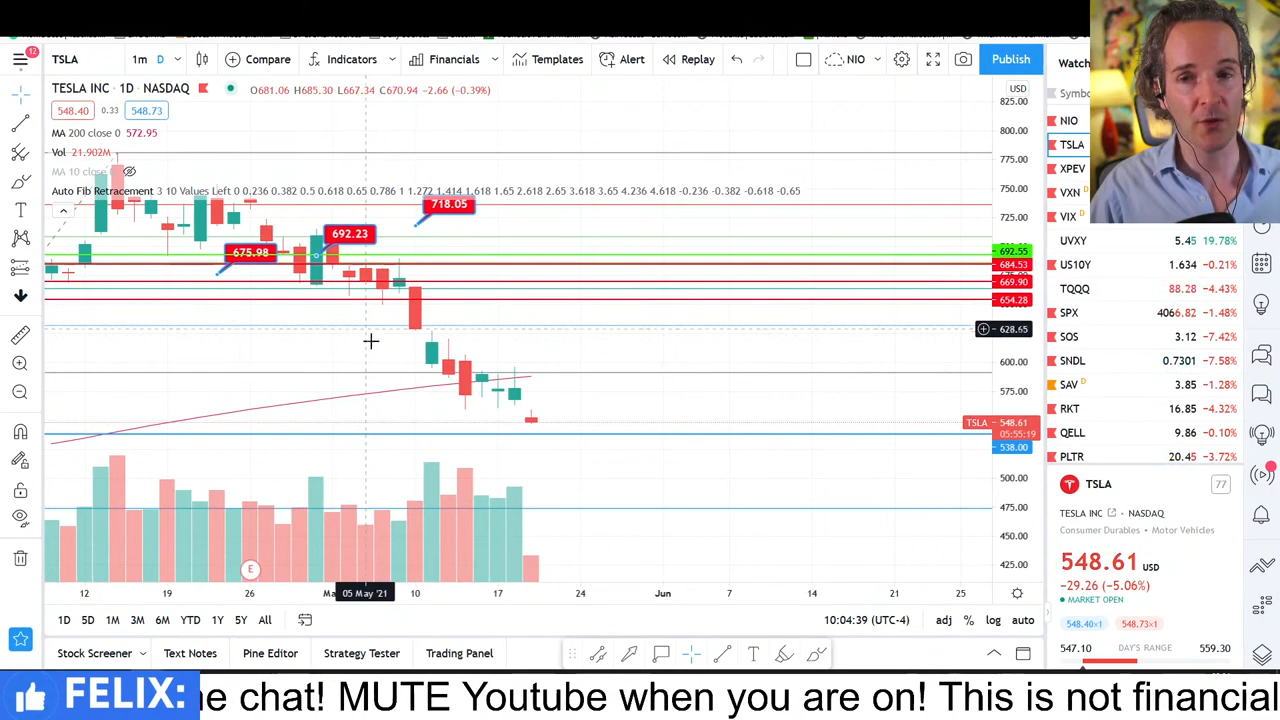 12
TSLA 1m D Compare Indicators Financials Templates Alert Replay NIO Publish Watch
TESLA INC · 1D · NASDAQ O681.06 H685.30 L667.34 C670.94 −2.66 (−0.39%) USD
548.40 0.33 548.73
MA 200 close 0 572.95
Vol 21.902M
MA 10 close 0
Auto Fib Retracement 3 10 Values Left 0 0.236 0.382 0.5 0.618 0.65 0.786 1 1.272 1.414 1.618 1.65 2.618 2.65 3.618 3.65 4.236 4.618 -0.236 -0.382 -0.618 -0.65
718.05
692.23
675.98
825.00
800.00
775.00
750.00
725.00
692.55
684.53
669.90
654.28
628.65
600.00
575.00
TSLA 548.61
05:55:19
538.00
500.00
475.00
450.00
425.00
E
12 19 26 Ma 05 May '21 10 17 24 Jun 7 14 21 25
1D 5D 1M 3M 6M YTD 1Y 5Y All 10:04:39 (UTC-4) adj % log auto
Stock Screener Text Notes Pine Editor Strategy Tester Trading Panel
Symbo
NIO
TSLA
XPEV
VXN D
VIX D
UVXY 5.45 19.78%
US10Y 1.634 −0.21%
TQQQ 88.28 −4.43%
SPX 4066.82 −1.48%
SOS 3.12 −7.42%
SNDL 0.7301 −7.58%
SAV D 3.85 −1.28%
RKT 16.85 −4.32%
QELL 9.86 −0.10%
PLTR 20.45 −3.72%
TSLA 77
TESLA INC · NASDAQ
Consumer Durables · Motor Vehicles
548.61 USD
−29.26 (−5.06%)
MARKET OPEN
548.40×1 548.73×1
547.10 DAY'S RANGE 559.30
FELIX: ne chat! MUTE Youtube when you are on! This is not financial